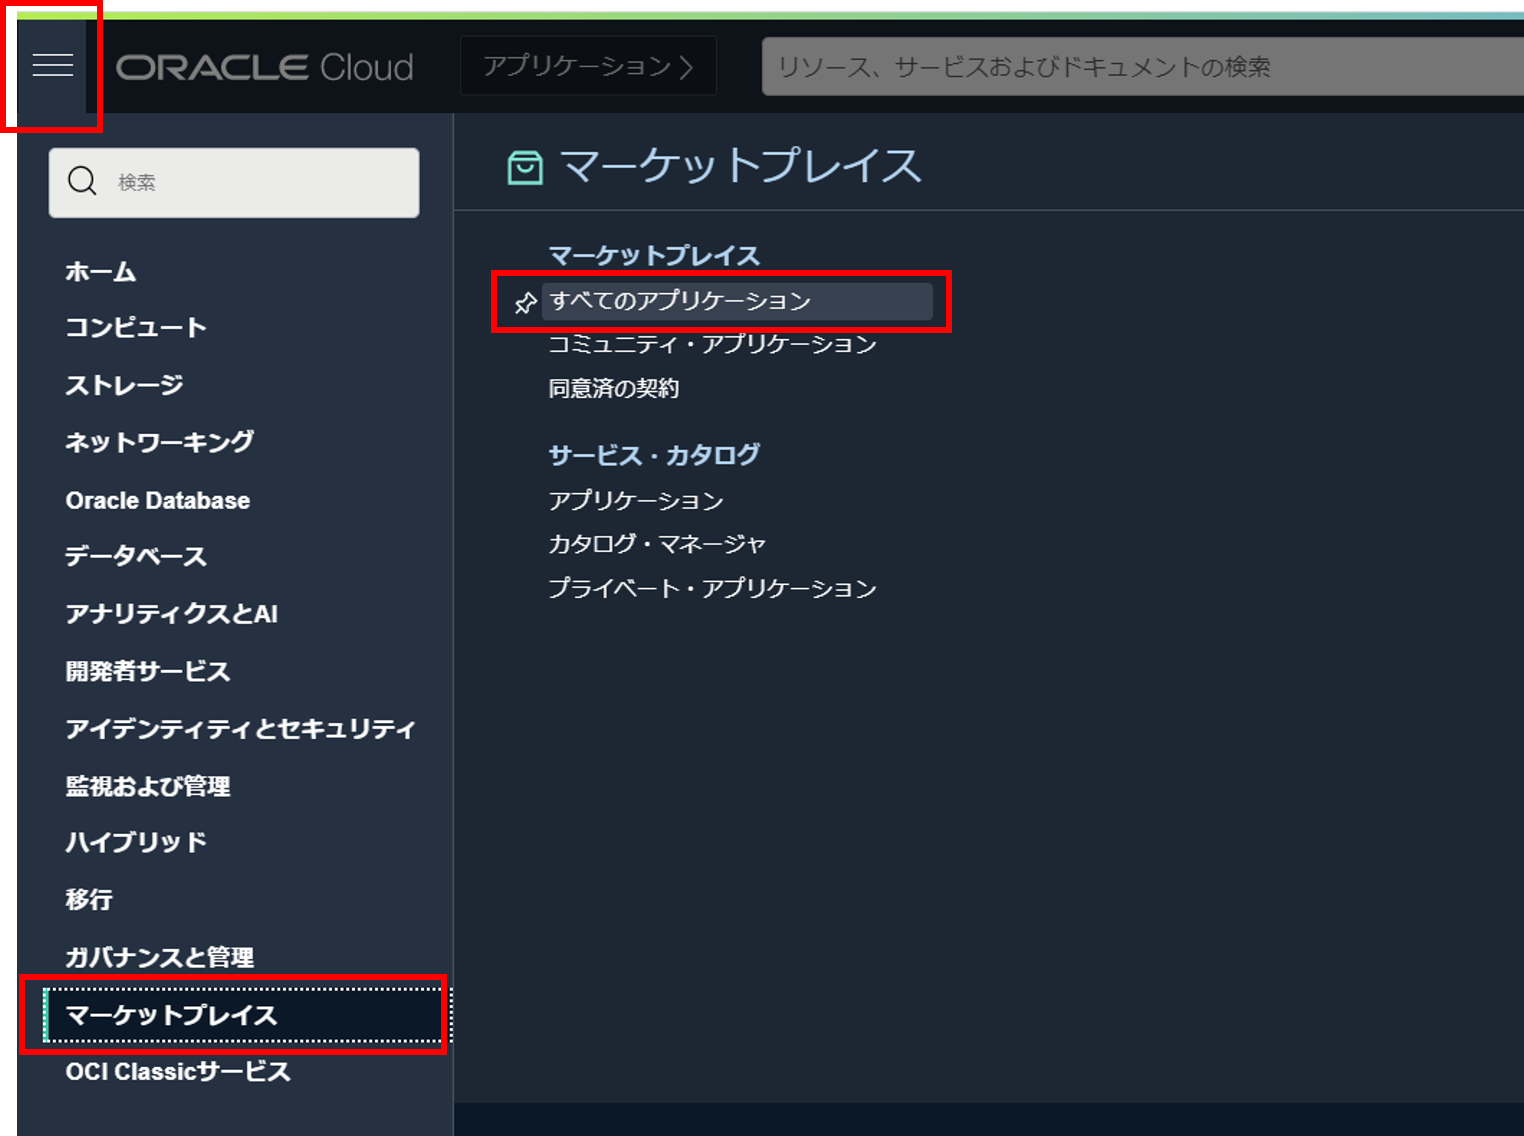 ORACLE Cloud
アプリケーション
リソース、サービスおよびドキュメントの検索
検索
ホーム
コンピュート
ストレージ
ネットワーキング
Oracle Database
データベース
アナリティクスとAI
開発者サービス
アイデンティティとセキュリティ
監視および管理
ハイブリッド
移行
ガバナンスと管理
マーケットプレイス
OCI Classicサービス
マーケットプレイス
マーケットプレイス
すべてのアプリケーション
コミュニティ・アプリケーション
同意済の契約
サービス・カタログ
アプリケーション
カタログ・マネージャ
プライベート・アプリケーション